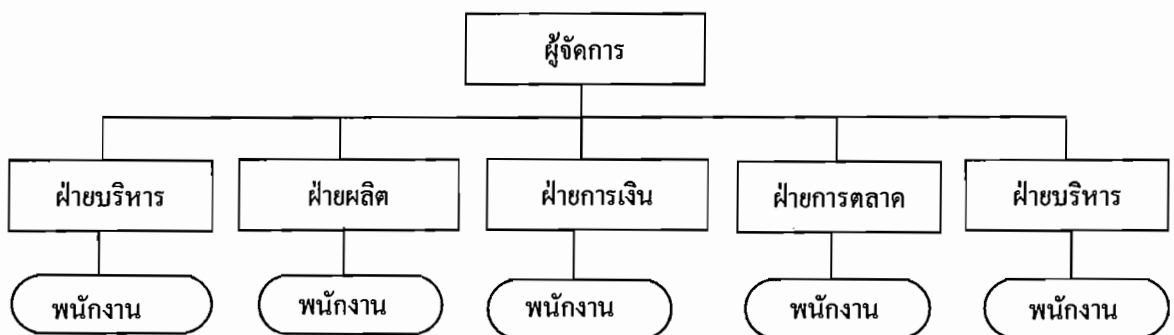 ผู้จัดการ
ฝ่ายบริหาร ฝ่ายผลิต ฝ่ายการเงิน ฝ่ายการตลาด ฝ่ายบริหาร
พนักงาน พนักงาน พนักงาน พนักงาน พนักงาน